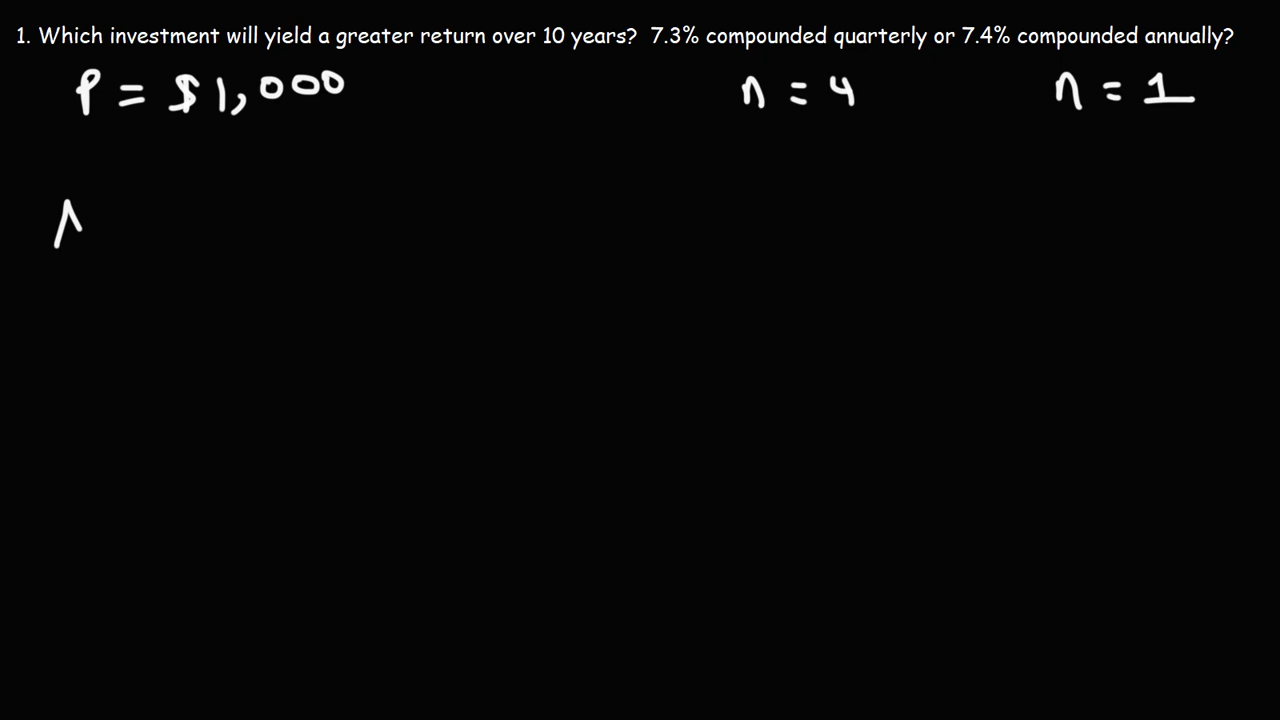 1. Which investment will yield a greater return over 10 years? 7.3% compounded quarterly or 7.4% compounded annually?
P = $1,000 n = 4 n = 1